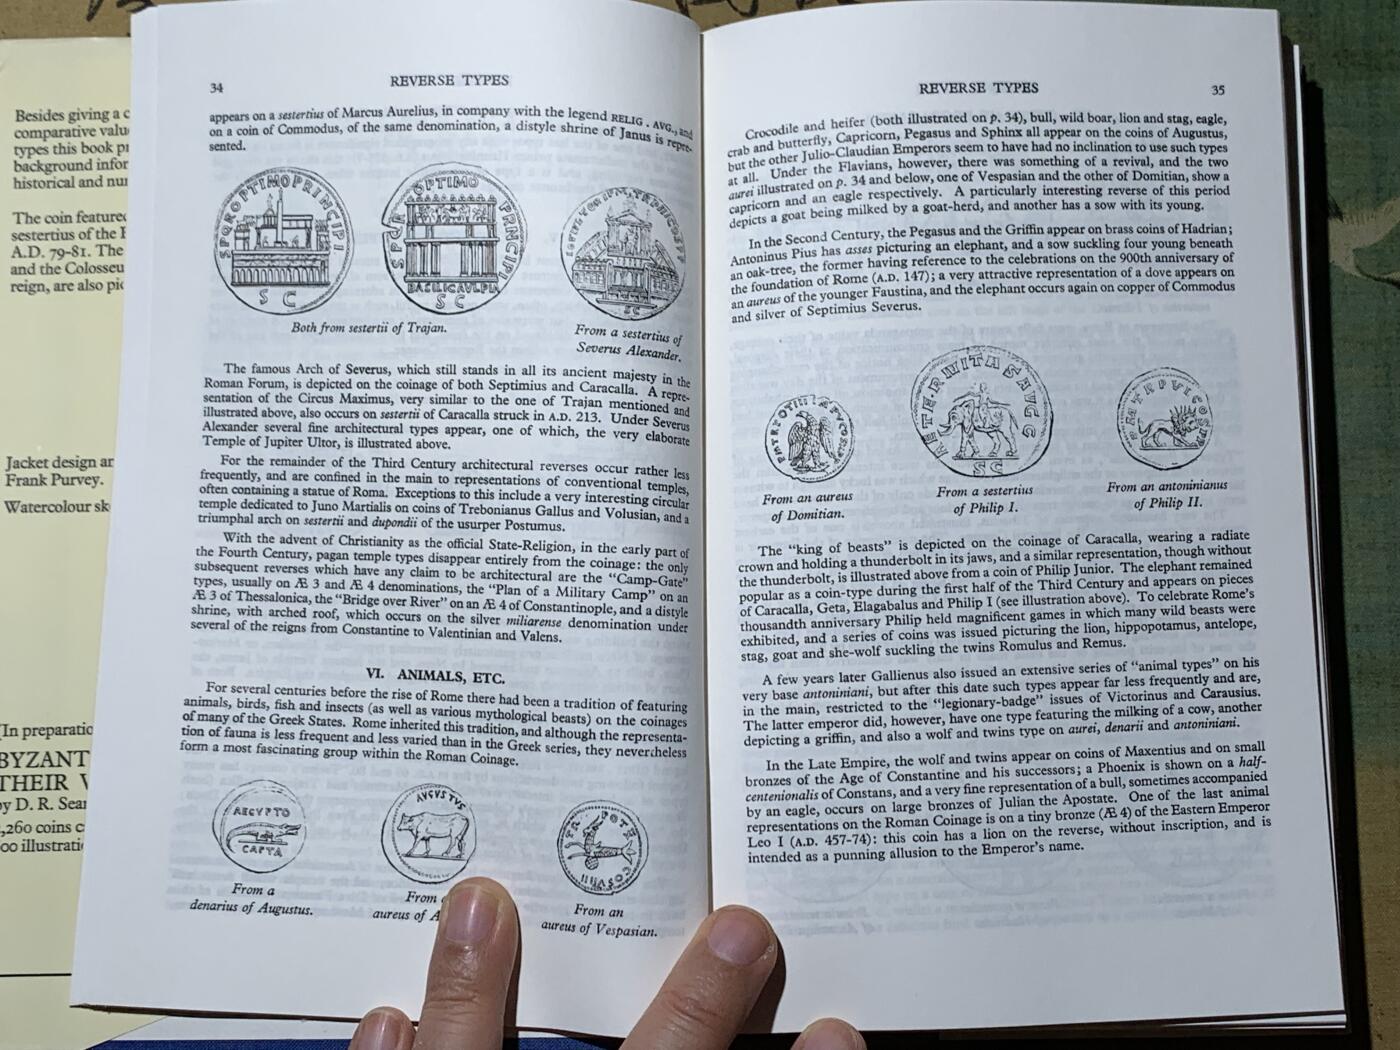 Besides giving a
comparative
types this book
background
historical and
The coin featured
sestertius of the
A.D. 79-81. The
and the
reign, are also
Jacket design
Frank Purvey.
Watercolour
[In
THEIR
by D. R.
coins
34
REVERSE TYPES
appears on a sestertius of Marcus Aurelius, in company with the legend RELIG . AVG., and
on a coin of Commodus, of the same denomination, a distyle shrine of Janus is repre-
sented.
SPQROPTIMOPRINCIPI
S C
OPTIMO
SPQR
PRINCIPI
BASILICAVLPIA
S C
SC
Both from sestertii of Trajan.
From a sestertius of
Severus Alexander.
The famous Arch of Severus, which still stands in all its ancient majesty in the
Roman Forum, is depicted on the coinage of both Septimius and Caracalla. A repre-
sentation of the Circus Maximus, very similar to the one of Trajan mentioned and
illustrated above, also occurs on sestertii of Caracalla struck in A.D. 213. Under Severus
Alexander several fine architectural types appear, one of which, the very elaborate
Temple of Jupiter Ultor, is illustrated above.
For the remainder of the Third Century architectural reverses occur rather less
frequently, and are confined in the main to representations of conventional temples,
often containing a statue of Roma. Exceptions to this include a very interesting circular
temple dedicated to Juno Martialis on coins of Trebonianus Gallus and Volusian, and a
triumphal arch on sestertii and dupondii of the usurper Postumus.
With the advent of Christianity as the official State-Religion, in the early part of
the Fourth Century, pagan temple types disappear entirely from the coinage: the only
subsequent reverses which have any claim to be architectural are the "Camp-Gate"
types, usually on Æ 3 and Æ 4 denominations, the "Plan of a Military Camp" on an
Æ 3 of Thessalonica, the "Bridge over River" on an Æ 4 of Constantinople, and a distyle
shrine, with arched roof, which occurs on the silver miliarense denomination under
several of the reigns from Constantine to Valentinian and Valens.
VI. ANIMALS, ETC.
For several centuries before the rise of Rome there had been a tradition of featuring
animals, birds, fish and insects (as well as various mythological beasts) on the coinages
of many of the Greek States. Rome inherited this tradition, and although the representa-
tion of fauna is less frequent and less varied than in the Greek series, they nevertheless
form a most fascinating group within the Roman Coinage.
AEGVPTO
CAPTA
AVGVSTVS
From a
denarius of Augustus.
From
aureus of
From an
aureus of Vespasian.
REVERSE TYPES
35
Crocodile and heifer (both illustrated on p. 34), bull, wild boar, lion and stag, eagle,
crab and butterfly, Capricorn, Pegasus and Sphinx all appear on the coins of Augustus,
but the other Julio-Claudian Emperors seem to have had no inclination to use such types
at all. Under the Flavians, however, there was something of a revival, and the two
aurei illustrated on p. 34 and below, one of Vespasian and the other of Domitian, show a
capricorn and an eagle respectively. A particularly interesting reverse of this period
depicts a goat being milked by a goat-herd, and another has a sow with its young.
In the Second Century, the Pegasus and the Griffin appear on brass coins of Hadrian;
Antoninus Pius has asses picturing an elephant, and a sow suckling four young beneath
an oak-tree, the former having reference to the celebrations on the 900th anniversary of
the foundation of Rome (A.D. 147); a very attractive representation of a dove appears on
an aureus of the younger Faustina, and the elephant occurs again on copper of Commodus
and silver of Septimius Severus.
AETERNITAS AVGG
SC
From an aureus
of Domitian.
From a sestertius
of Philip I.
From an antoninianus
of Philip II.
The "king of beasts" is depicted on the coinage of Caracalla, wearing a radiate
crown and holding a thunderbolt in its jaws, and a similar representation, though without
the thunderbolt, is illustrated above from a coin of Philip Junior. The elephant remained
popular as a coin-type during the first half of the Third Century and appears on pieces
of Caracalla, Geta, Elagabalus and Philip I (see illustration above). To celebrate Rome's
thousandth anniversary Philip held magnificent games in which many wild beasts were
exhibited, and a series of coins was issued picturing the lion, hippopotamus, antelope,
stag, goat and she-wolf suckling the twins Romulus and Remus.
A few years later Gallienus also issued an extensive series of "animal types" on his
very base antoniniani, but after this date such types appear far less frequently and are,
in the main, restricted to the "legionary-badge" issues of Victorinus and Carausius.
The latter emperor did, however, have one type featuring the milking of a cow, another
depicting a griffin, and also a wolf and twins type on aurei, denarii and antoniniani.
In the Late Empire, the wolf and twins appear on coins of Maxentius and on small
bronzes of the Age of Constantine and his successors; a Phoenix is shown on a half-
centenionalis of Constans, and a very fine representation of a bull, sometimes accompanied
by an eagle, occurs on large bronzes of Julian the Apostate. One of the last animal
representations on the Roman Coinage is on a tiny bronze (Æ 4) of the Eastern Emperor
Leo I (A.D. 457-74): this coin has a lion on the reverse, without inscription, and is
intended as a punning allusion to the Emperor's name.